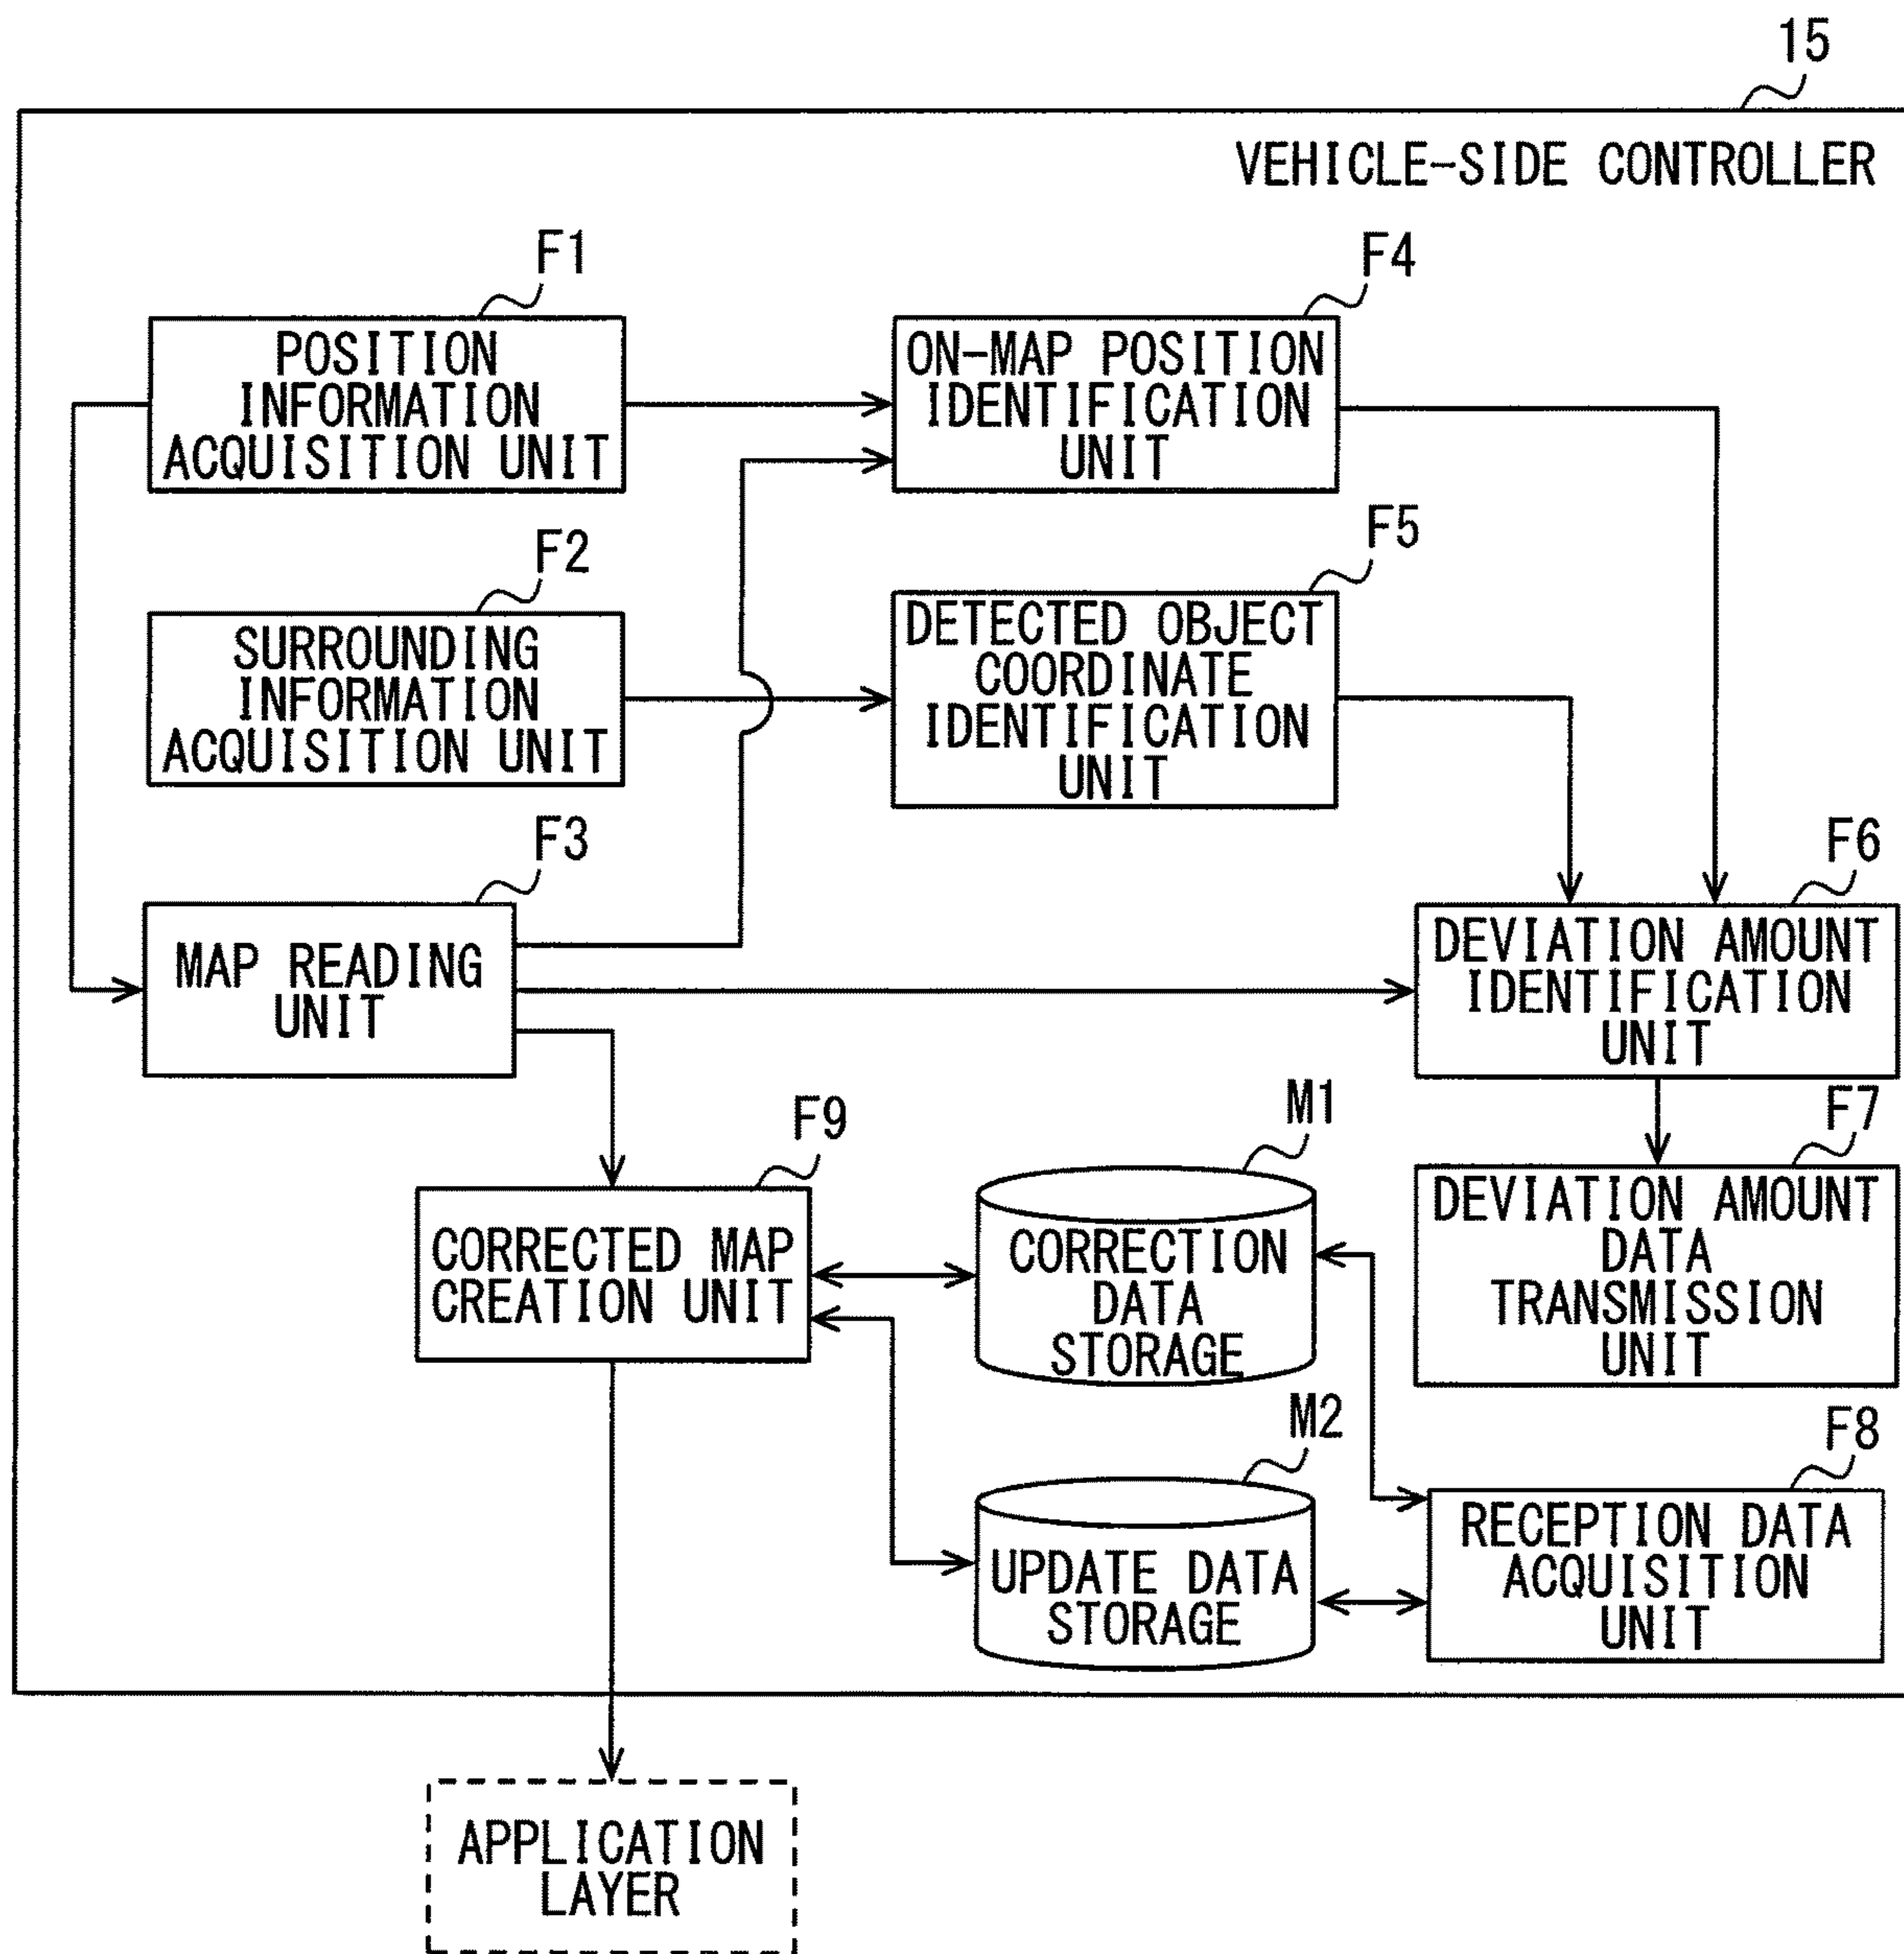 15
VEHICLE-SIDE CONTROLLER
F1
POSITION
INFORMATION
ACQUISITION UNIT
F4
ON-MAP POSITION
IDENTIFICATION
UNIT
F2
SURROUNDING
INFORMATION
ACQUISITION UNIT
F5
DETECTED OBJECT
COORDINATE
IDENTIFICATION
UNIT
F3
MAP READING
UNIT
F6
DEVIATION AMOUNT
IDENTIFICATION
UNIT
F9
CORRECTED MAP
CREATION UNIT
M1
CORRECTION
DATA
STORAGE
F7
DEVIATION AMOUNT
DATA
TRANSMISSION
UNIT
M2
UPDATE DATA
STORAGE
F8
RECEPTION DATA
ACQUISITION
UNIT
APPLICATION
LAYER